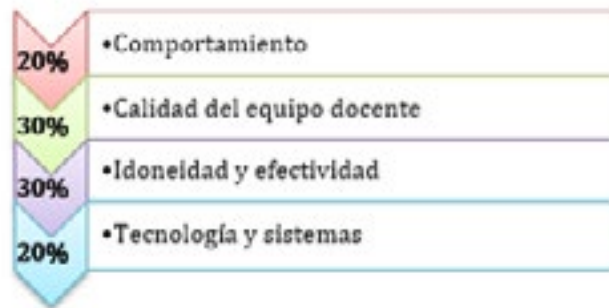 20%
•Comportamiento
30%
•Calidad del equipo docente
30%
•Idoneidad y efectividad
20%
•Tecnología y sistemas